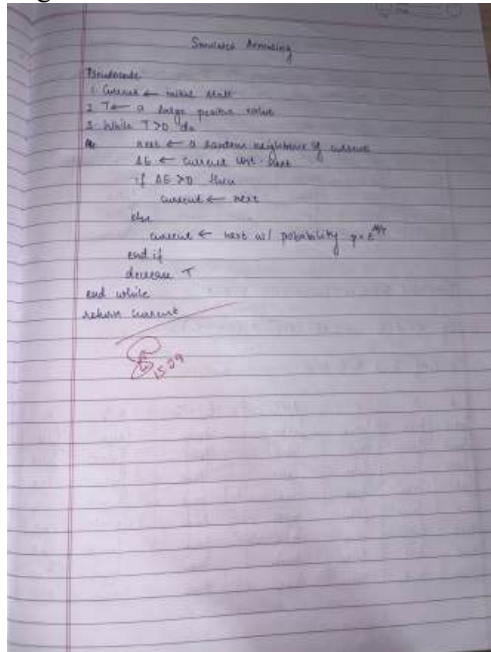 Simulated Annealing
Pseudocode
1. Current ← initial state
2. T ← a large positive value
3. While T>0 do
next ← a random neighbour of current
ΔE ← current cost - next
if ΔE >0 then
current ← next
else
current ← next w/ probability p=e^ΔE/T
end if
decrease T
end while
return current
15.09